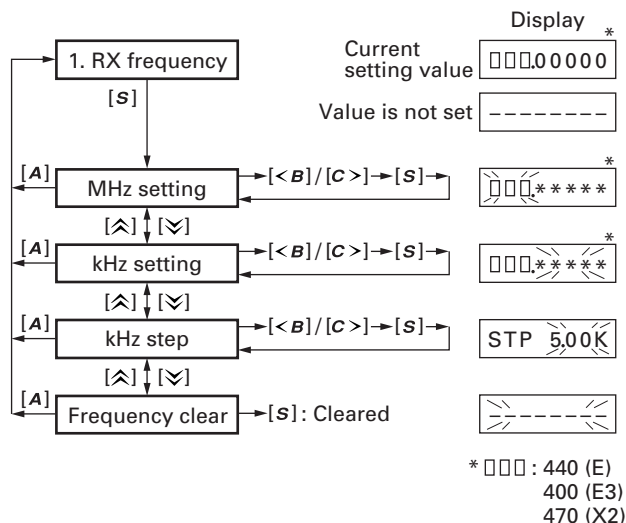 Display
1. RX frequency
Current setting value
▯▯▯.00000 *
[S]
Value is not set
--------
[A] MHz setting [<B]/[C>] [S]
▯▯▯.***** *
[︽] [︾]
[A] kHz setting [<B]/[C>] [S]
▯▯▯.***** *
[︽] [︾]
[A] kHz step [<B]/[C>] [S]
STP 5.00K
[︽] [︾]
[A] Frequency clear [S]: Cleared
--------
* ▯▯▯ : 440 (E)
400 (E3)
470 (X2)